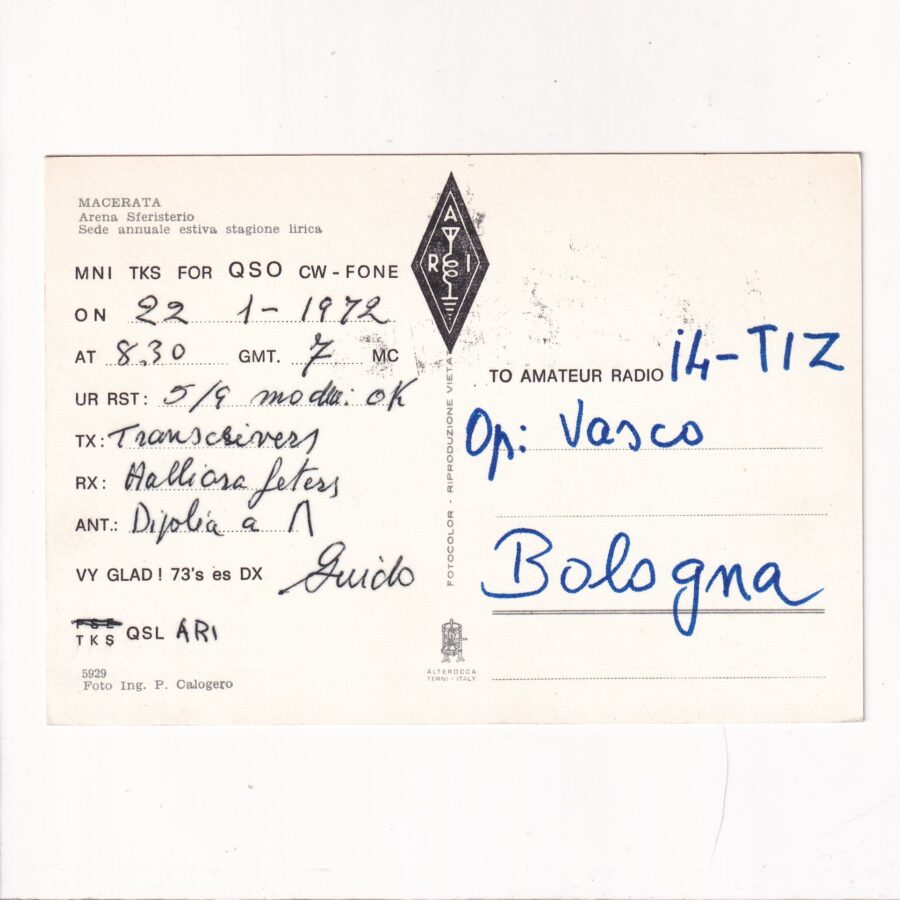 MACERATA
Arena Sferisterio
Sede annuale estiva stagione lirica
MNI TKS FOR QSO CW - FONE
ON 22 1 - 1972
AT 8.30 GMT. 7 MC
UR RST: 5/9 OK
TX: Transceivers
RX: Hallicra feters
ANT.: a Λ
VY GLAD! 73's es DX Guido
PSE
TKS QSL ARI
5929
Foto Ing. P. Calogero
A
R I
FOTOCOLOR - RIPRODUZIONE VIETATA
ALTEROCCA
TERNI - ITALY
TO AMATEUR RADIO i4-TIZ
Op: Vasco
Bologna